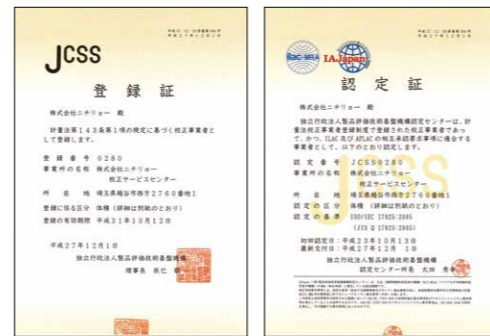 JCSS
登録証
株式会社ニチリョー 殿
計量法第143条第1項の規定に基づく校正事業者と
して登録します。
登録番号 0280
事業所の名称 株式会社ニチリョー
校正サービスセンター
所在地 埼玉県越谷市西方2760番地1
登録に係る区分 体積 (詳細は別紙のとおり)
登録の有効期限 平成31年10月12日
平成27年12月1日
独立行政法人製品評価技術基盤機構
理事長 辰巳 敬
ilac-MRA
IAJapan
認定証
株式会社ニチリョー 殿
独立行政法人製品評価技術基盤機構認定センターは、計
量法校正事業者登録制度で登録された校正事業者であっ
て、かつ、ILAC 及び APLAC の相互承認要求事項に適合する
事業者として、以下のとおり認定します。
認定番号 JCSS0280
事業所の名称 株式会社ニチリョー
校正サービスセンター
所在地 埼玉県越谷市西方2760番地1
認定の区分 体積 (詳細は別紙のとおり)
認定の基準 ISO/IEC 17025:2005
(JIS Q 17025:2005)
初回認定日：平成23年10月13日
最新交付日：平成27年12月 1日
独立行政法人製品評価技術基盤機構
認定センター所長